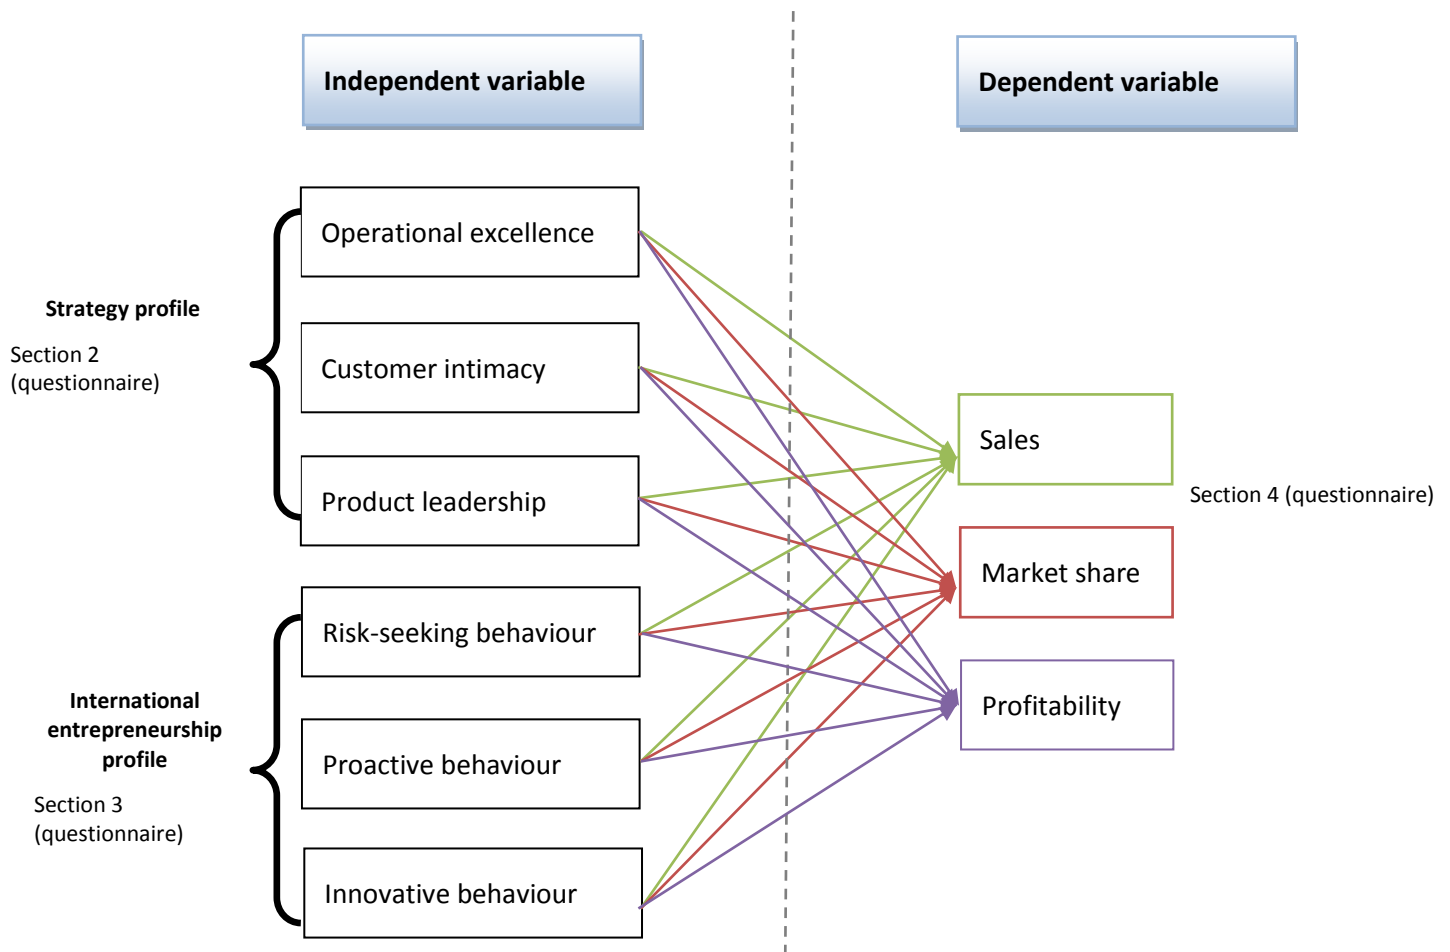 Independent variable
Dependent variable
Operational excellence
Strategy profile
Section 2
(questionnaire)
Customer intimacy
Product leadership
Sales
Section 4 (questionnaire)
Market share
Risk-seeking behaviour
International
entrepreneurship
profile
Section 3
(questionnaire)
Profitability
Proactive behaviour
Innovative behaviour